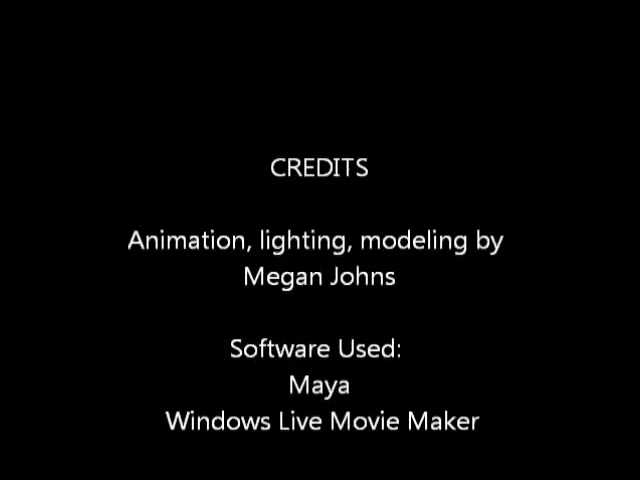 CREDITS
Animation, lighting, modeling by
Megan Johns
Software Used:
Maya
Windows Live Movie Maker